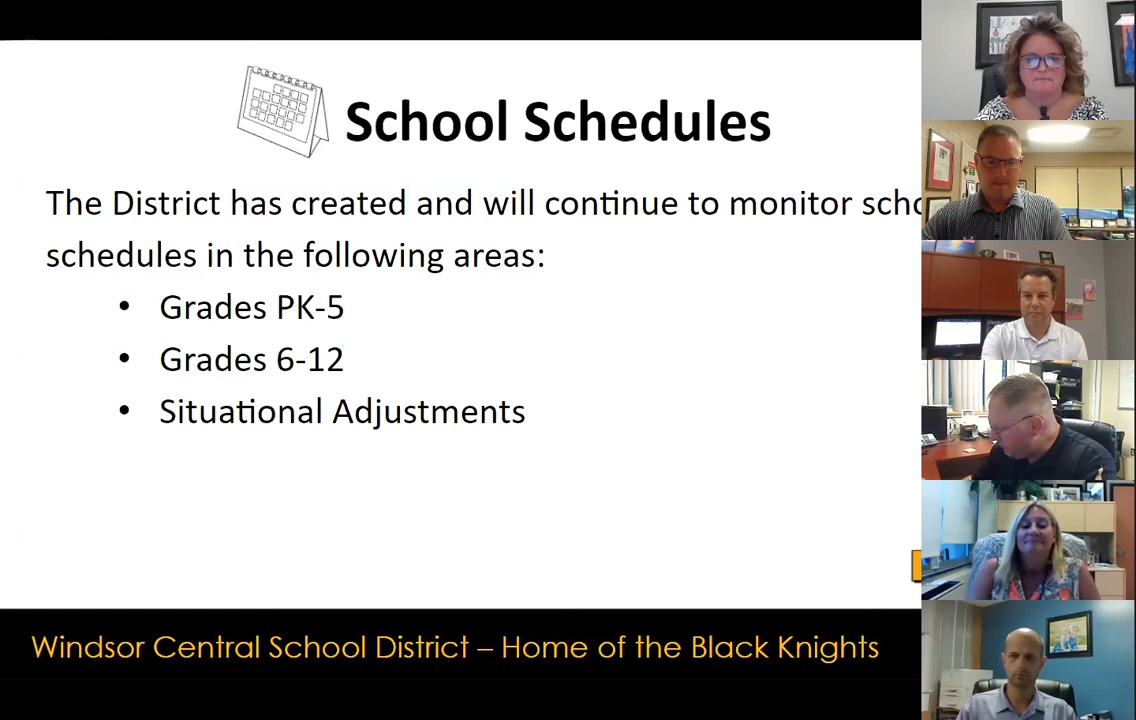 School Schedules
The District has created and will continue to monitor scho
schedules in the following areas:
• Grades PK-5
• Grades 6-12
• Situational Adjustments
Windsor Central School District – Home of the Black Knights